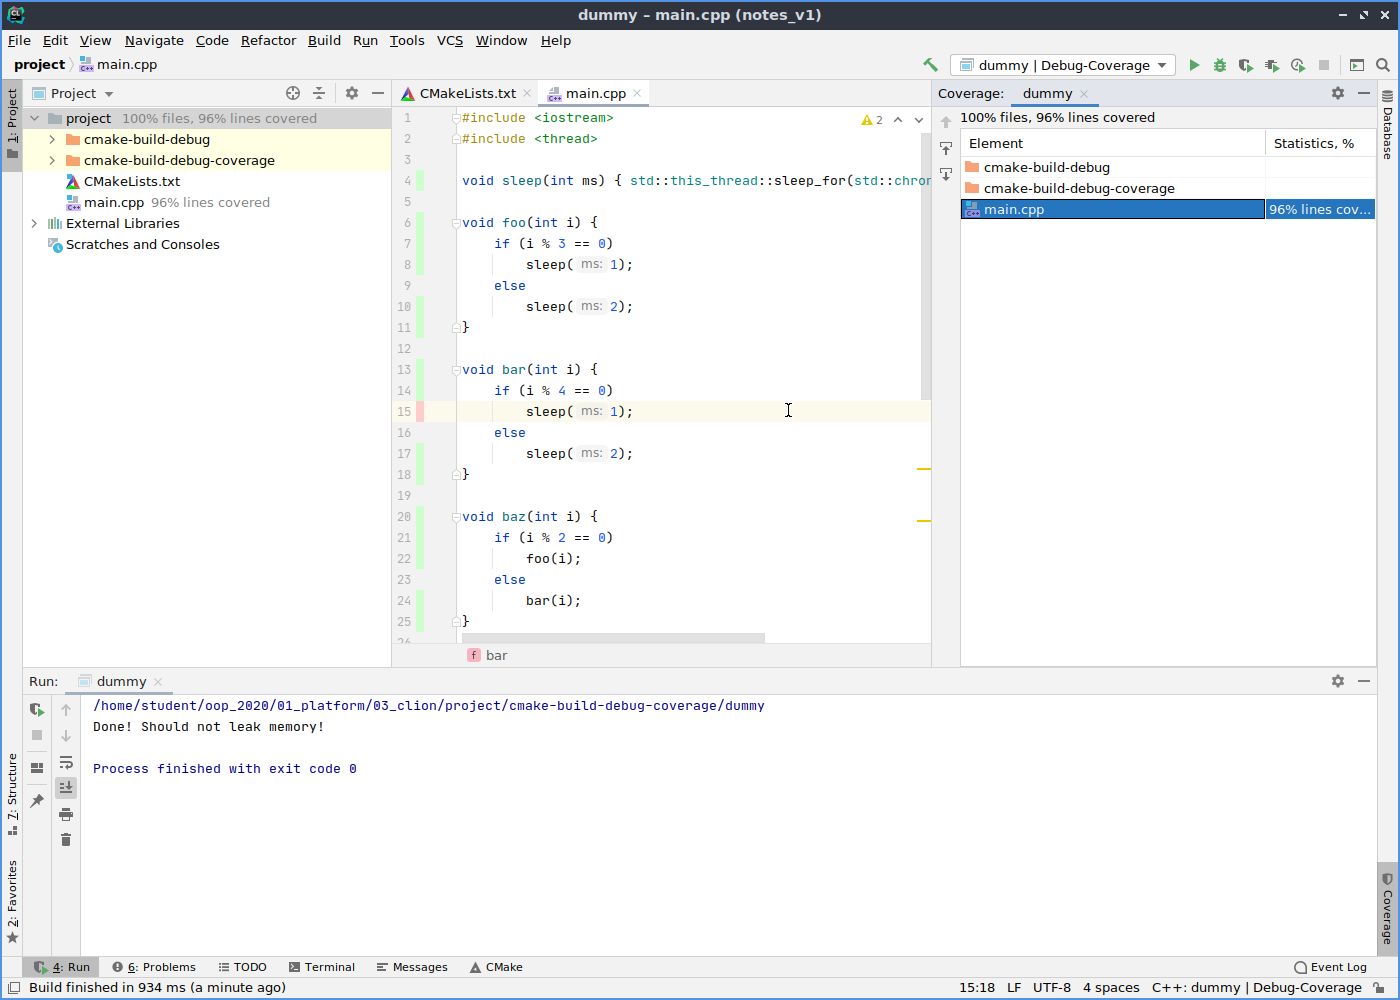 dummy – main.cpp (notes_v1)
File Edit View Navigate Code Refactor Build Run Tools VCS Window Help
project main.cpp
dummy | Debug-Coverage
1: Project
Project
project 100% files, 96% lines covered
cmake-build-debug
cmake-build-debug-coverage
CMakeLists.txt
main.cpp 96% lines covered
External Libraries
Scratches and Consoles
CMakeLists.txt
main.cpp
2
1 #include <iostream>
2 #include <thread>
3
4 void sleep(int ms) { std::this_thread::sleep_for(std::chron
5
6 void foo(int i) {
7 if (i % 3 == 0)
8 sleep( ms: 1);
9 else
10 sleep( ms: 2);
11 }
12
13 void bar(int i) {
14 if (i % 4 == 0)
15 sleep( ms: 1);
16 else
17 sleep( ms: 2);
18 }
19
20 void baz(int i) {
21 if (i % 2 == 0)
22 foo(i);
23 else
24 bar(i);
25 }
26
f bar
Coverage: dummy
100% files, 96% lines covered
Element Statistics, %
cmake-build-debug
cmake-build-debug-coverage
main.cpp 96% lines cov...
Database
Run: dummy
/home/student/oop_2020/01_platform/03_clion/project/cmake-build-debug-coverage/dummy
Done! Should not leak memory!
Process finished with exit code 0
7: Structure
2: Favorites
Coverage
4: Run 6: Problems TODO Terminal Messages CMake Event Log
Build finished in 934 ms (a minute ago) 15:18 LF UTF-8 4 spaces C++: dummy | Debug-Coverage